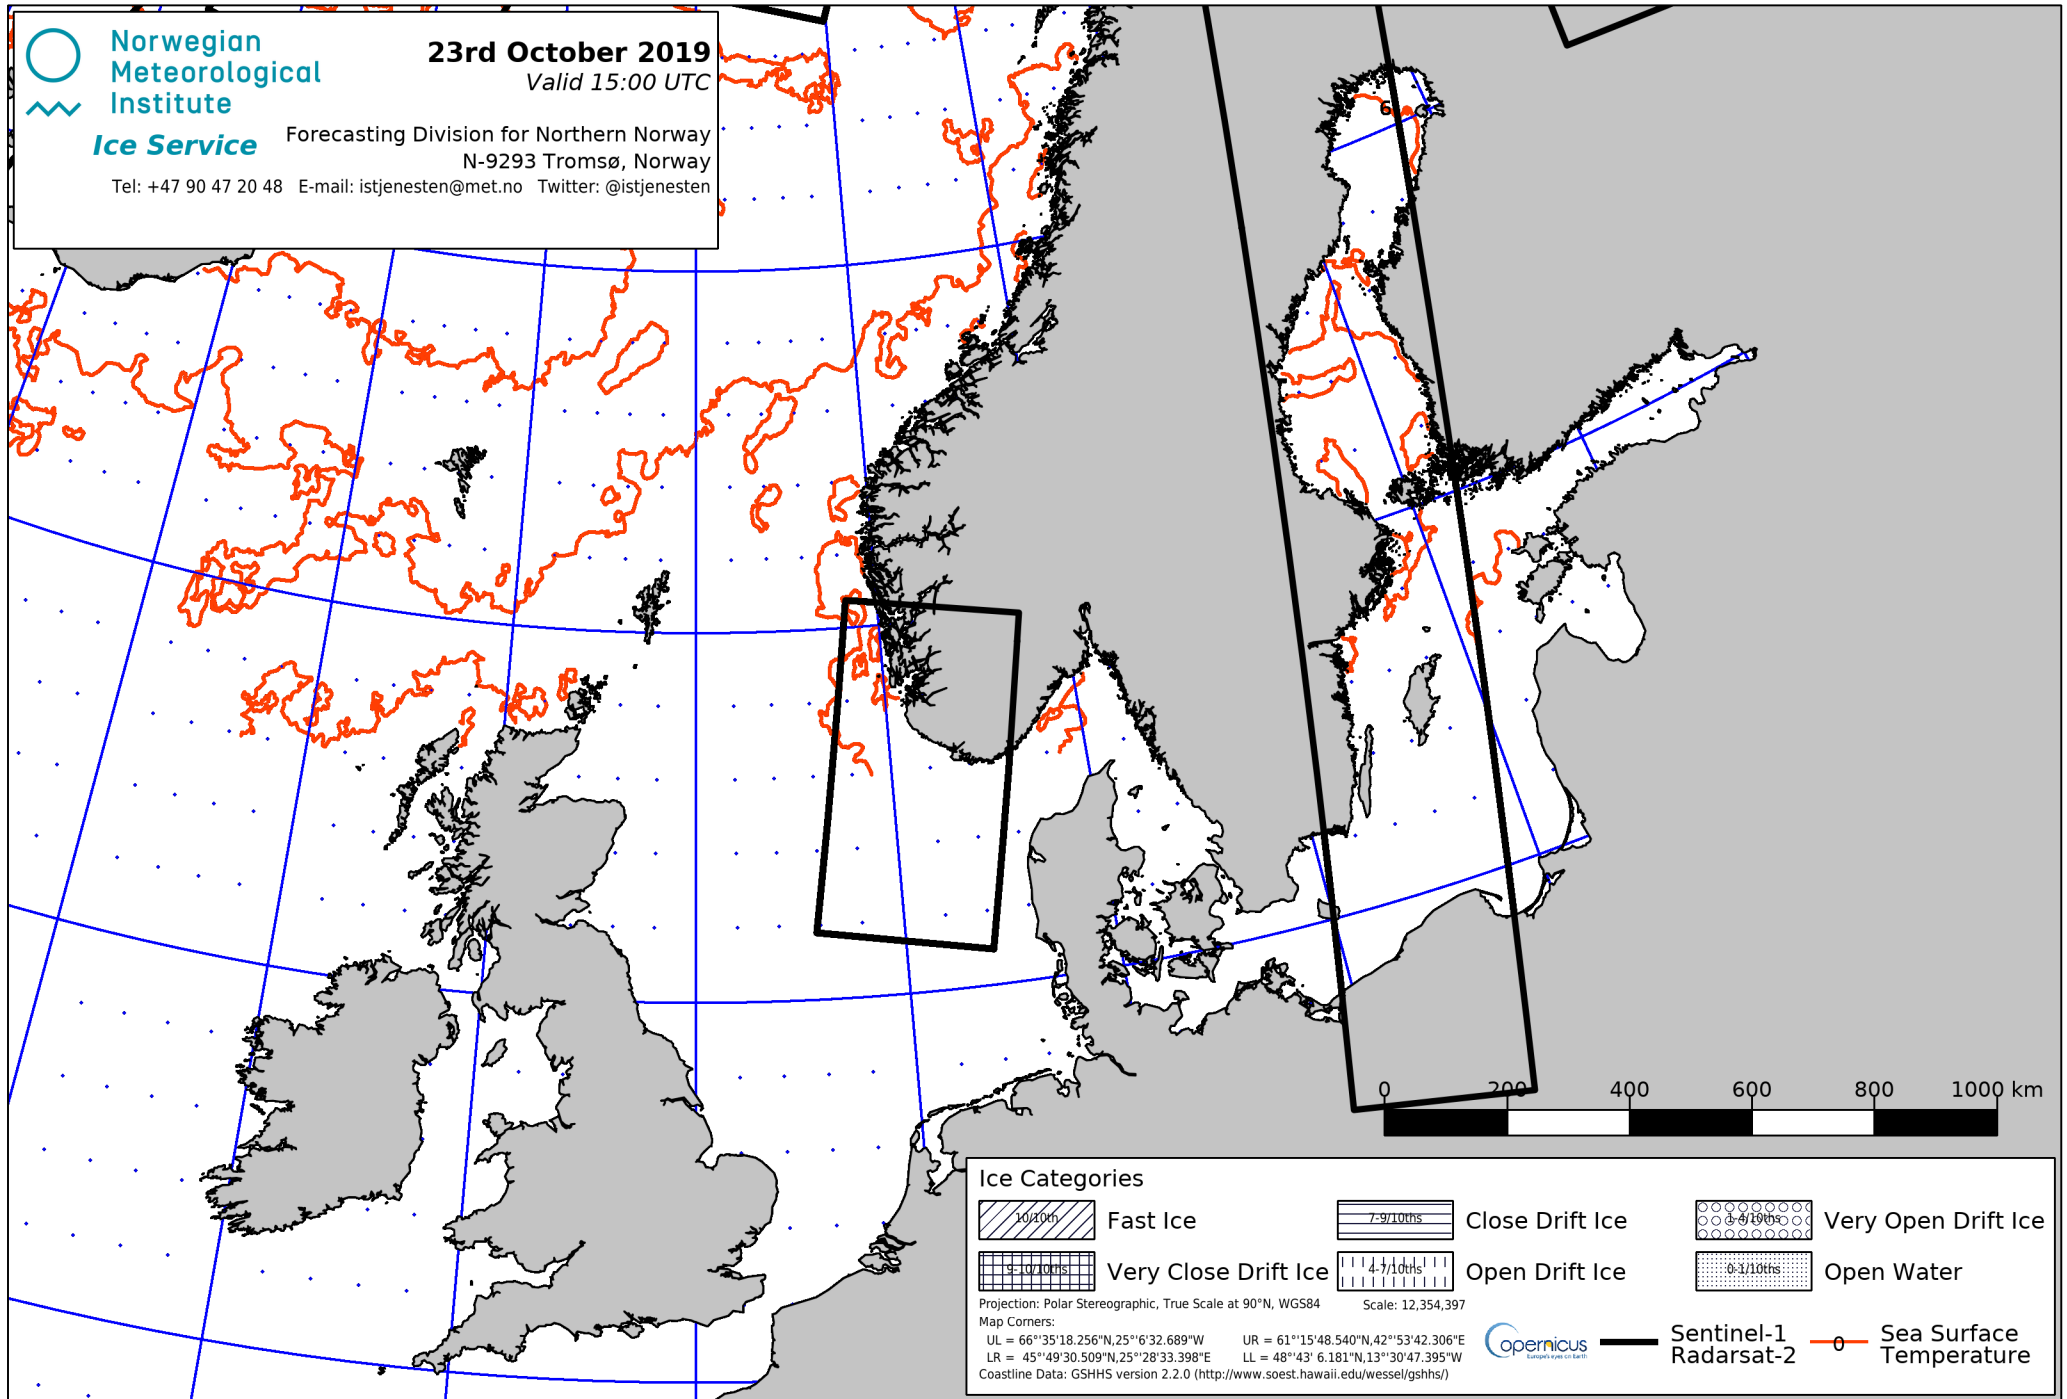 Norwegian
Meteorological
Institute
Ice Service
23rd October 2019
Valid 15:00 UTC
Forecasting Division for Northern Norway
N-9293 Tromsø, Norway
Tel: +47 90 47 20 48 E-mail: istjenesten@met.no Twitter: @istjenesten
6
0 200 400 600 800 1000 km
Ice Categories
10/10th Fast Ice
7-9/10ths Close Drift Ice
1-4/10ths Very Open Drift Ice
9-10/10ths Very Close Drift Ice
4-7/10ths Open Drift Ice
0-1/10ths Open Water
Projection: Polar Stereographic, True Scale at 90°N, WGS84 Scale: 12,354,397
Map Corners:
UL = 66°'35'18.256"N,25°'6'32.689"W UR = 61°'15'48.540"N,42°'53'42.306"E
LR = 45°'49'30.509"N,25°'28'33.398"E LL = 48°'43' 6.181"N,13°'30'47.395"W
Coastline Data: GSHHS version 2.2.0 (http://www.soest.hawaii.edu/wessel/gshhs/)
opernicus
Europe's eyes on Earth
Sentinel-1
Radarsat-2
0
Sea Surface
Temperature